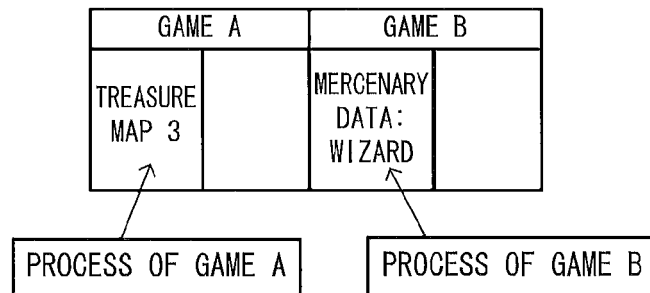 GAME A GAME B
TREASURE
MAP 3
MERCENARY
DATA:
WIZARD
PROCESS OF GAME A
PROCESS OF GAME B